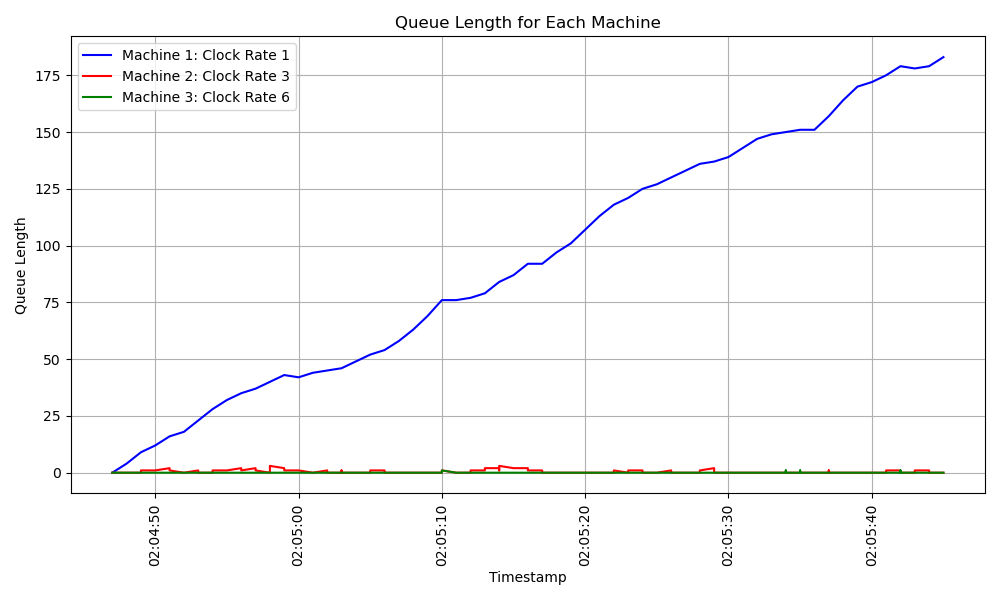 Queue Length for Each Machine
Machine 1: Clock Rate 1
Machine 2: Clock Rate 3
Machine 3: Clock Rate 6
Queue Length
175
150
125
100
75
50
25
0
02:04:50
02:05:00
02:05:10
02:05:20
02:05:30
02:05:40
Timestamp